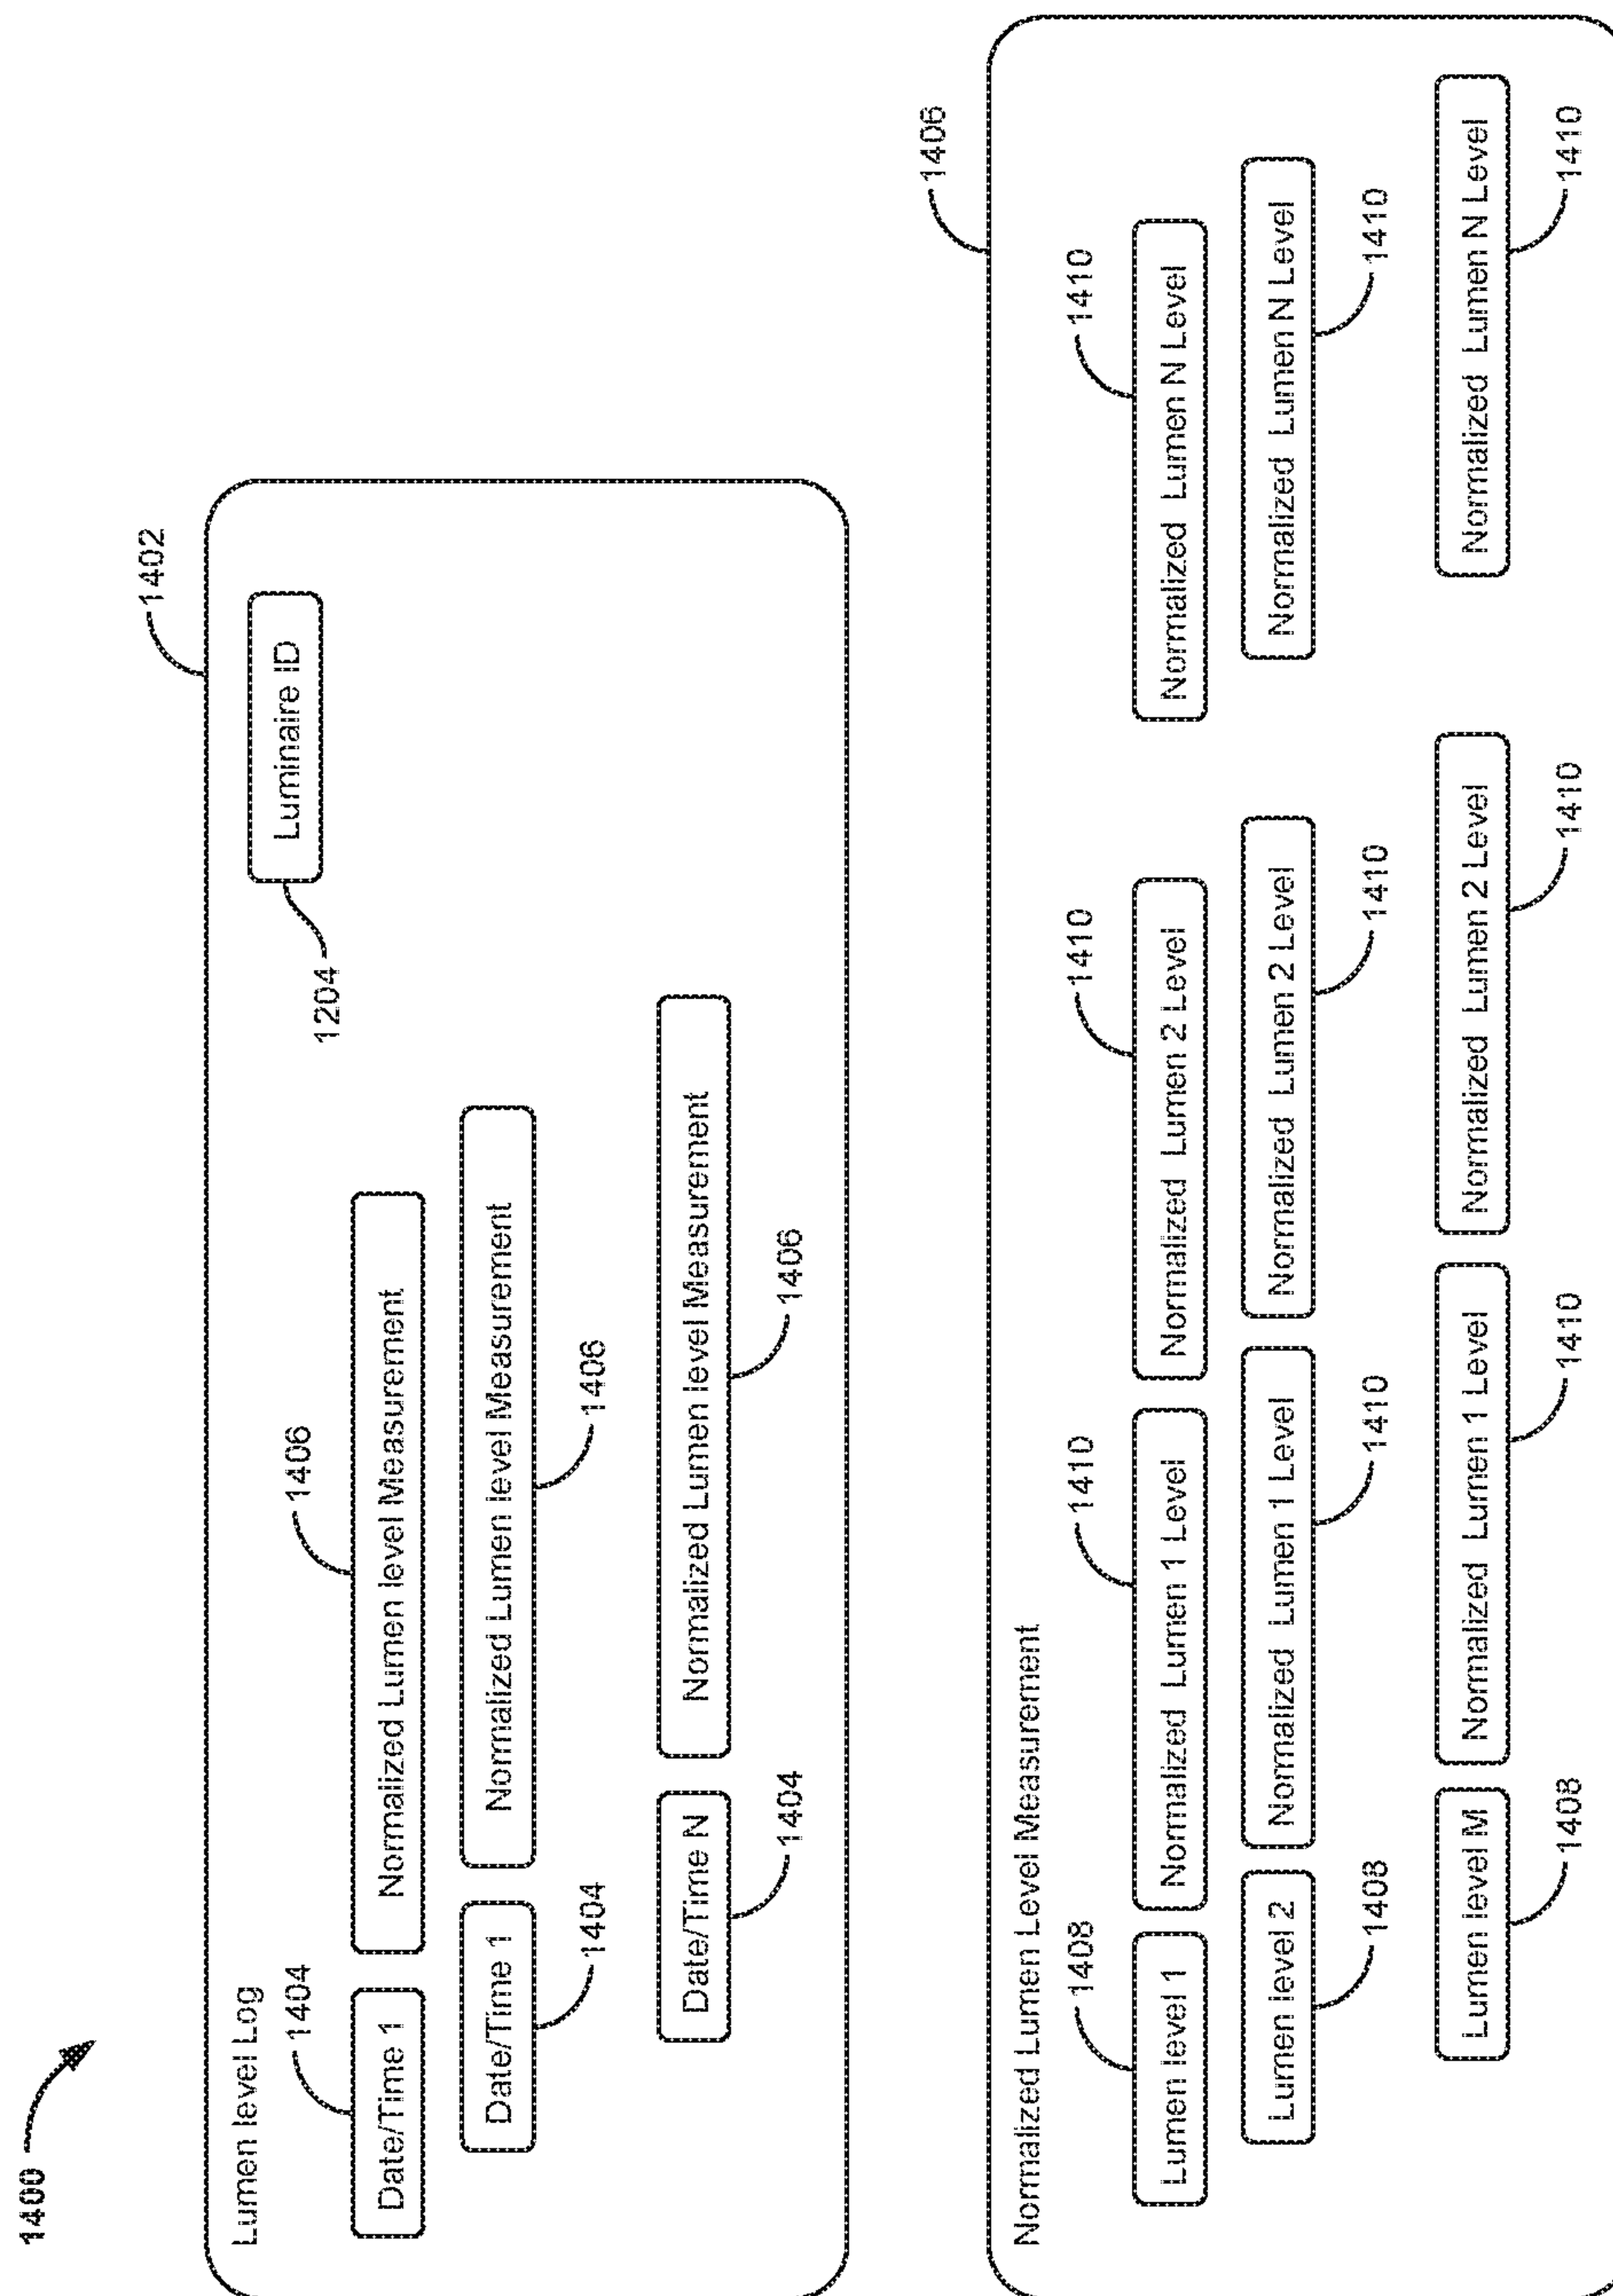 1400
Lumen level Log
1402
Luminaire ID
1204
1404
1406
Date/Time 1
Normalized Lumen level Measurement
Date/Time 1
Normalized Lumen level Measurement
1404
1406
Date/Time N
Normalized Lumen level Measurement
1404
1406
Normalized Lumen Level Measurement
1406
1408
1410
1410
1410
Lumen level 1
Normalized Lumen 1 Level
Normalized Lumen 2 Level
Normalized Lumen N Level
Lumen level 2
Normalized Lumen 1 Level
Normalized Lumen 2 Level
Normalized Lumen N Level
1408
1410
1410
1410
Lumen level M
Normalized Lumen 1 Level
Normalized Lumen 2 Level
Normalized Lumen N Level
1408
1410
1410
1410